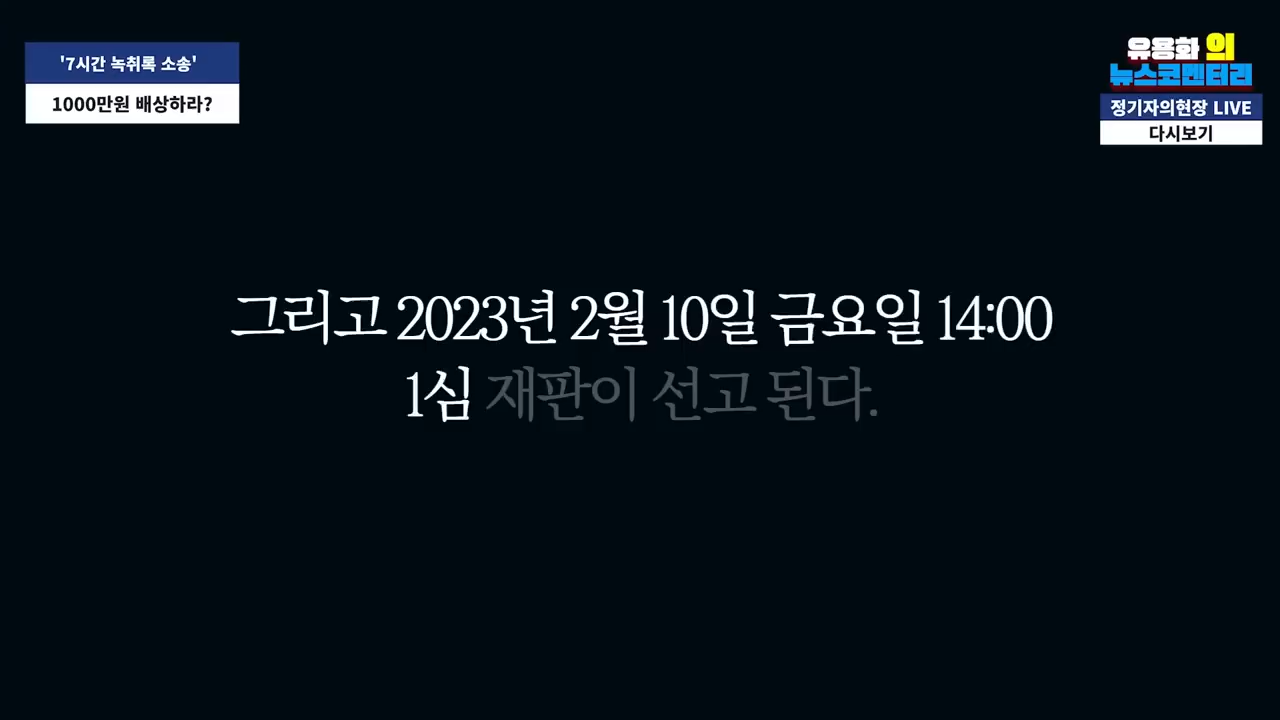 '7시간 녹취록 소송'
1000만원 배상하라?
유용화의
뉴스코멘터리
정기자의현장 LIVE
다시보기
그리고 2023년 2월 10일 금요일 14:00
1심 재판이 선고 된다.